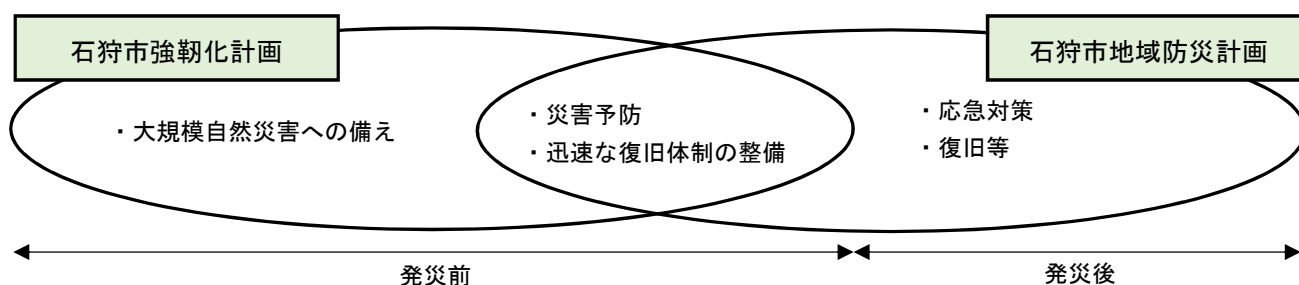 石狩市強靭化計画
石狩市地域防災計画
・大規模自然災害への備え
・災害予防
・迅速な復旧体制の整備
・応急対策
・復旧等
発災前
発災後